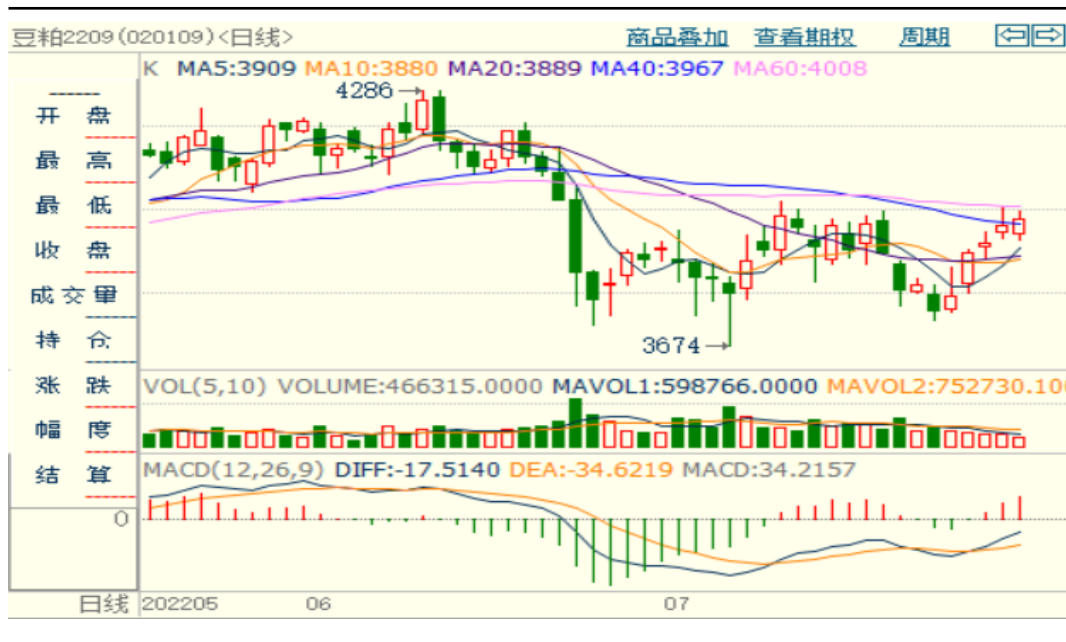 豆粕2209(020109)<日线> 商品叠加 查看期权 周期
K MA5:3909 MA10:3880 MA20:3889 MA40:3967 MA60:4008
4286
开 盘
最 高
最 低
收 盘
成交量
3674
持 仓
涨 跌
VOL(5,10) VOLUME:466315.0000 MAVOL1:598766.0000 MAVOL2:752730.10
幅 度
结 算
MACD(12,26,9) DIFF:-17.5140 DEA:-34.6219 MACD:34.2157
0
日线 202205 06 07